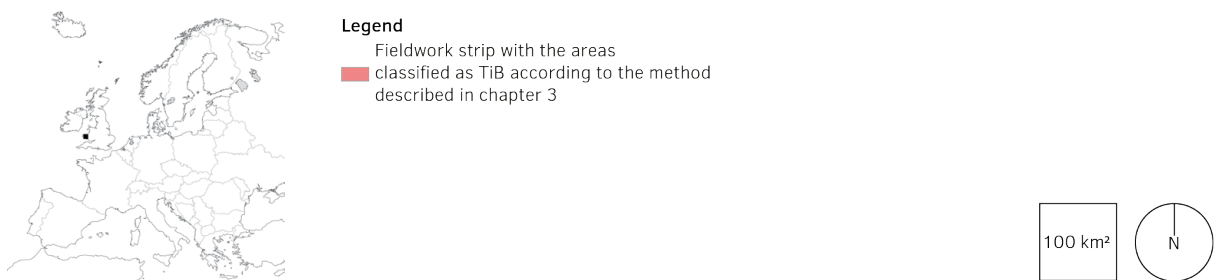 Legend
Fieldwork strip with the areas
classified as TiB according to the method
described in chapter 3
100 km²
N